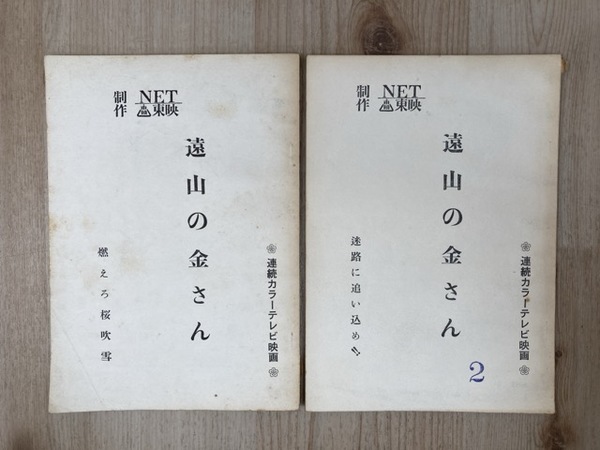 制作
NET
東映
遠山の金さん
燃えろ桜吹雪
連続カラーテレビ映画
制作
NET
東映
遠山の金さん
迷路に追い込め!!
連続カラーテレビ映画
2